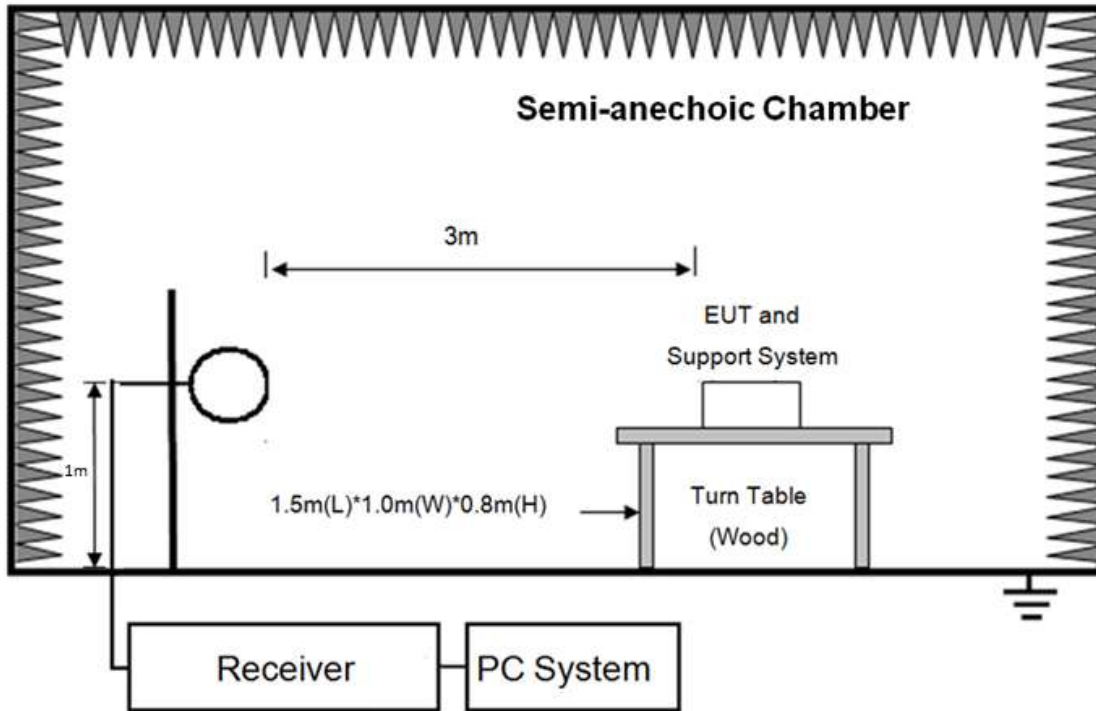 Semi-anechoic Chamber
3m
EUT and
Support System
1m
1.5m(L)*1.0m(W)*0.8m(H)
Turn Table
(Wood)
Receiver
PC System